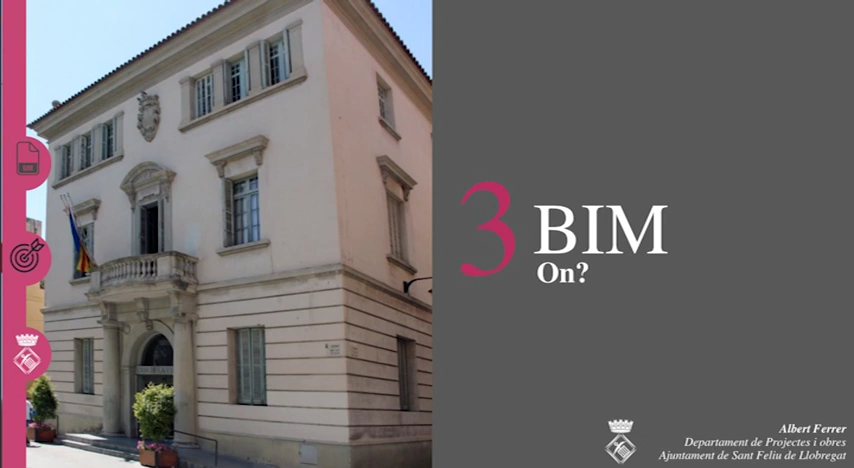 3
BIM
On?
Albert Ferrer
Departament de Projectes i obres
Ajuntament de Sant Feliu de Llobregat